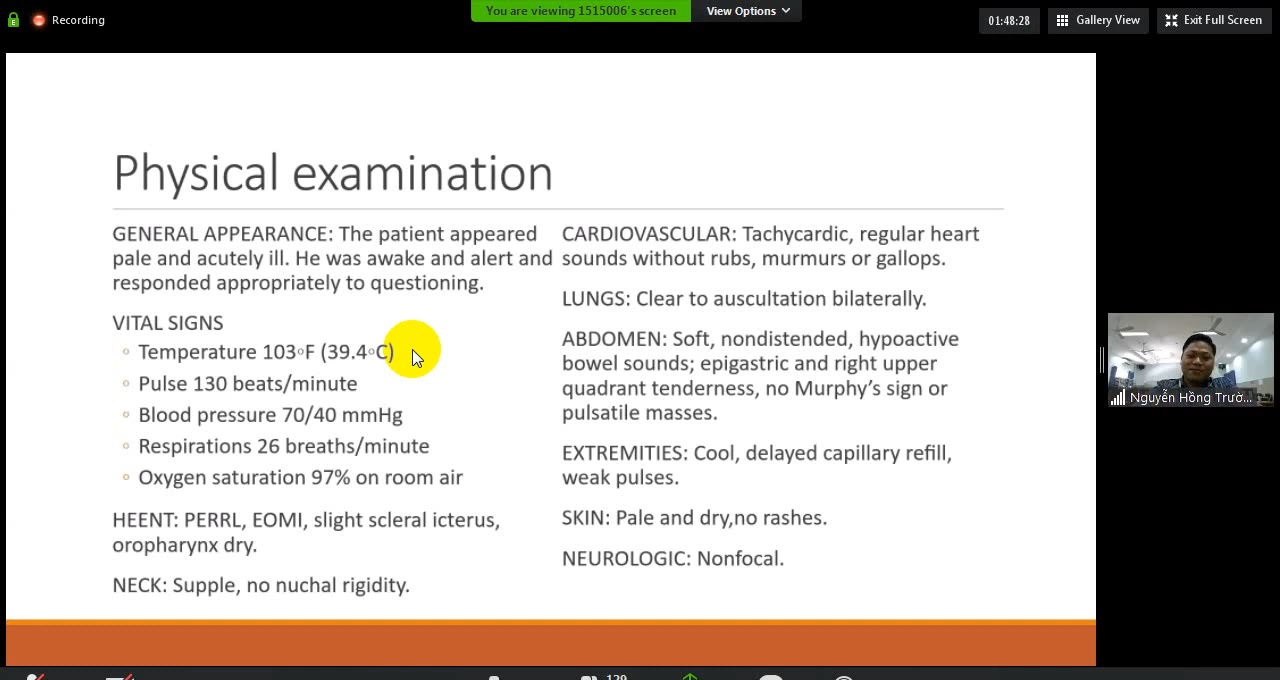 Recording
You are viewing 1515006's screen
View Options
01:48:28
Gallery View
Exit Full Screen
Physical examination
GENERAL APPEARANCE: The patient appeared
pale and acutely ill. He was awake and alert and
responded appropriately to questioning.
VITAL SIGNS
Temperature 103◦F (39.4◦C)
Pulse 130 beats/minute
Blood pressure 70/40 mmHg
Respirations 26 breaths/minute
Oxygen saturation 97% on room air
HEENT: PERRL, EOMI, slight scleral icterus,
oropharynx dry.
NECK: Supple, no nuchal rigidity.
CARDIOVASCULAR: Tachycardic, regular heart
sounds without rubs, murmurs or gallops.
LUNGS: Clear to auscultation bilaterally.
ABDOMEN: Soft, nondistended, hypoactive
bowel sounds; epigastric and right upper
quadrant tenderness, no Murphy’s sign or
pulsatile masses.
EXTREMITIES: Cool, delayed capillary refill,
weak pulses.
SKIN: Pale and dry,no rashes.
NEUROLOGIC: Nonfocal.
Nguyễn Hồng Trườ...
129